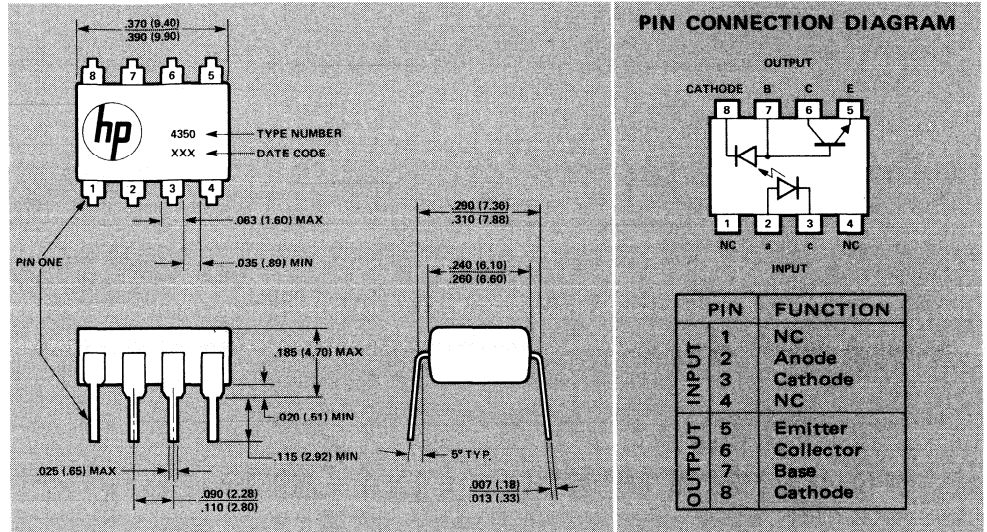 .370 (9.40)
.390 (9.90)
8 7 6 5
hp
4350 TYPE NUMBER
XXX DATE CODE
1 2 3 4
.063 (1.60) MAX
.035 (.89) MIN
PIN ONE
.290 (7.36)
.310 (7.88)
.240 (6.10)
.260 (6.60)
.185 (4.70) MAX
.020 (.51) MIN
.115 (2.92) MIN
.025 (.65) MAX
.090 (2.28)
.110 (2.80)
5° TYP.
.007 (.18)
.013 (.33)
PIN CONNECTION DIAGRAM
OUTPUT
CATHODE B C E
8 7 6 5
1 2 3 4
NC a c NC
INPUT
PIN FUNCTION
INPUT
1 NC
2 Anode
3 Cathode
4 NC
OUTPUT
5 Emitter
6 Collector
7 Base
8 Cathode